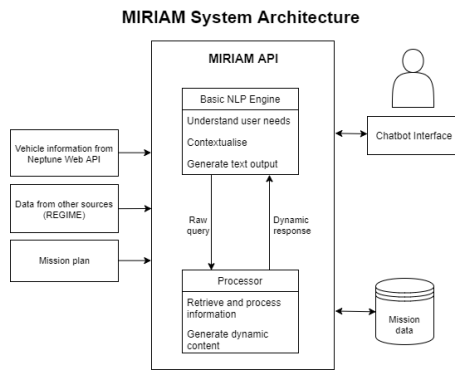 MIRIAM System Architecture
MIRIAM API
Basic NLP Engine
Understand user needs
Contextualise
Generate text output
Vehicle information from
Neptune Web API
Data from other sources
(REGIME)
Mission plan
Raw
query
Dynamic
response
Processor
Retrieve and process
information
Generate dynamic
content
Chatbot Interface
Mission
data